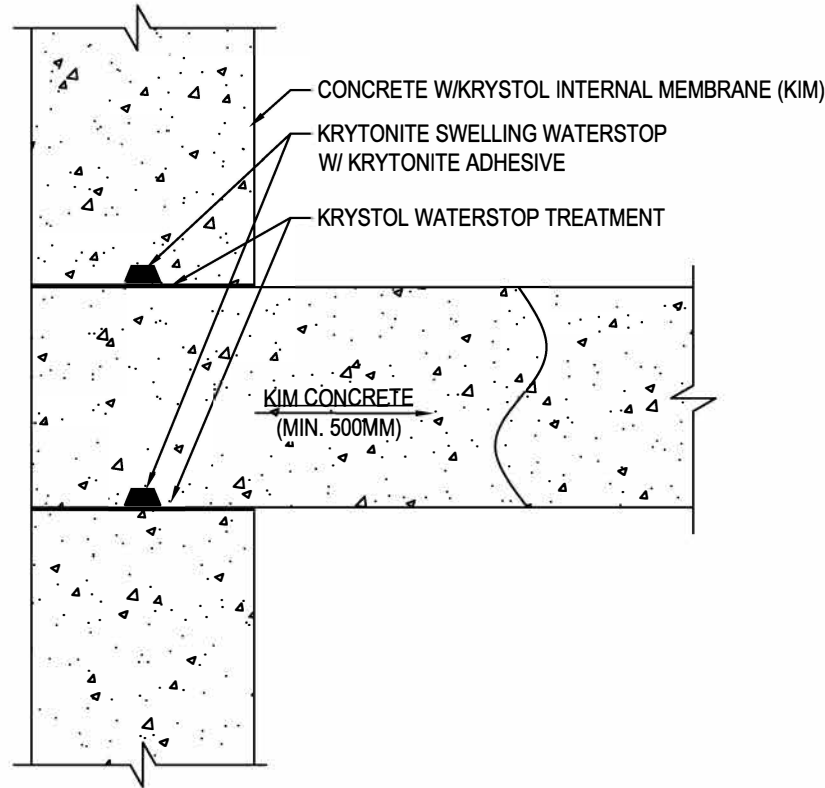 CONCRETE W/KRYSTOL INTERNAL MEMBRANE (KIM)
KRYTONITE SWELLING WATERSTOP
W/ KRYTONITE ADHESIVE
KRYSTOL WATERSTOP TREATMENT
KIM CONCRETE
(MIN. 500MM)